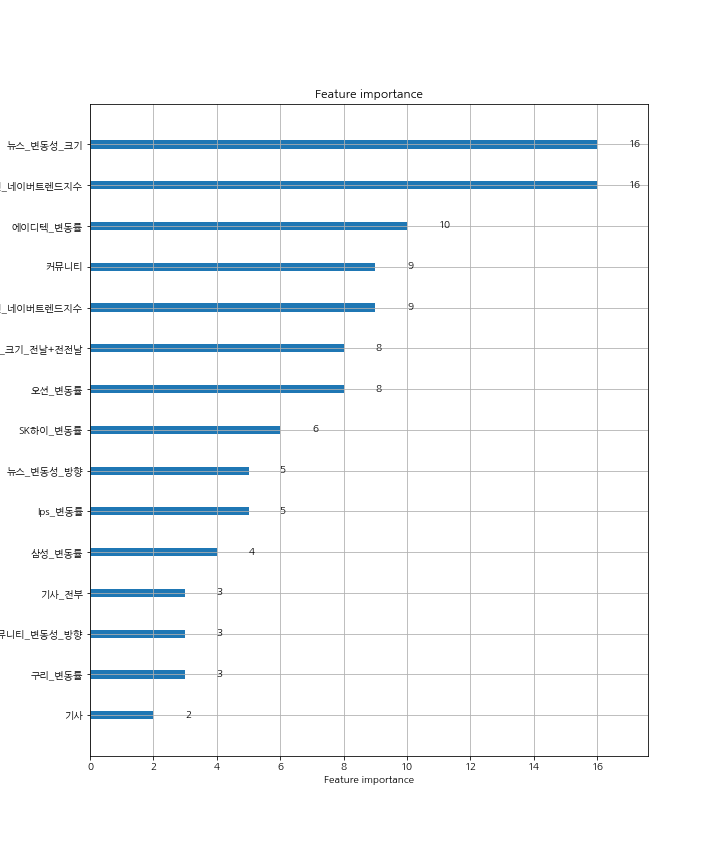 Feature importance
뉴스_변동성_크기 16
_네이버트렌드지수 16
에이디텍_변동률 10
커뮤니티 9
_네이버트렌드지수 9
_크기_전날+전전날 8
오션_변동률 8
SK하이_변동률 6
뉴스_변동성_방향 5
Ips_변동률 5
삼성_변동률 4
기사_전부 3
뮤니티_변동성_방향 3
구리_변동률 3
기사 2
0 2 4 6 8 10 12 14 16
Feature importance